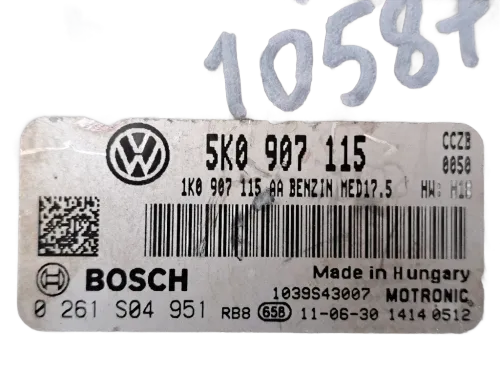 10587
5K0 907 115
CCZB
0050
1K0 907 115 AA BENZIN MED17.5 HW: H18
BOSCH
Made in Hungary
1039S43007 MOTRONIC
0 261 S04 951 RB8 658 11-06-30 1414 0512